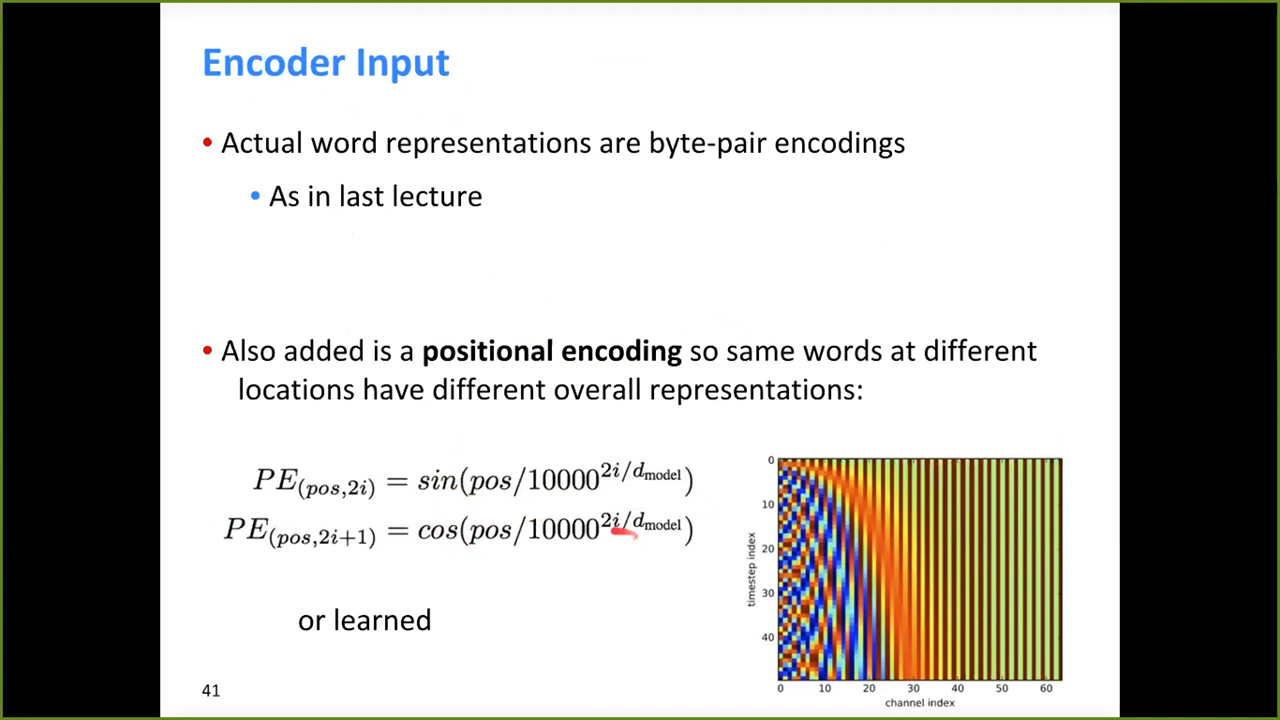 Encoder Input
• Actual word representations are byte-pair encodings
• As in last lecture
• Also added is a positional encoding so same words at different
locations have different overall representations:
PE_(pos,2i) = sin(pos/10000^{2i/d_model})
PE_(pos,2i+1) = cos(pos/10000^{2i/d_model})
or learned
41
timestep index
0
10
20
30
40
0 10 20 30 40 50 60
channel index